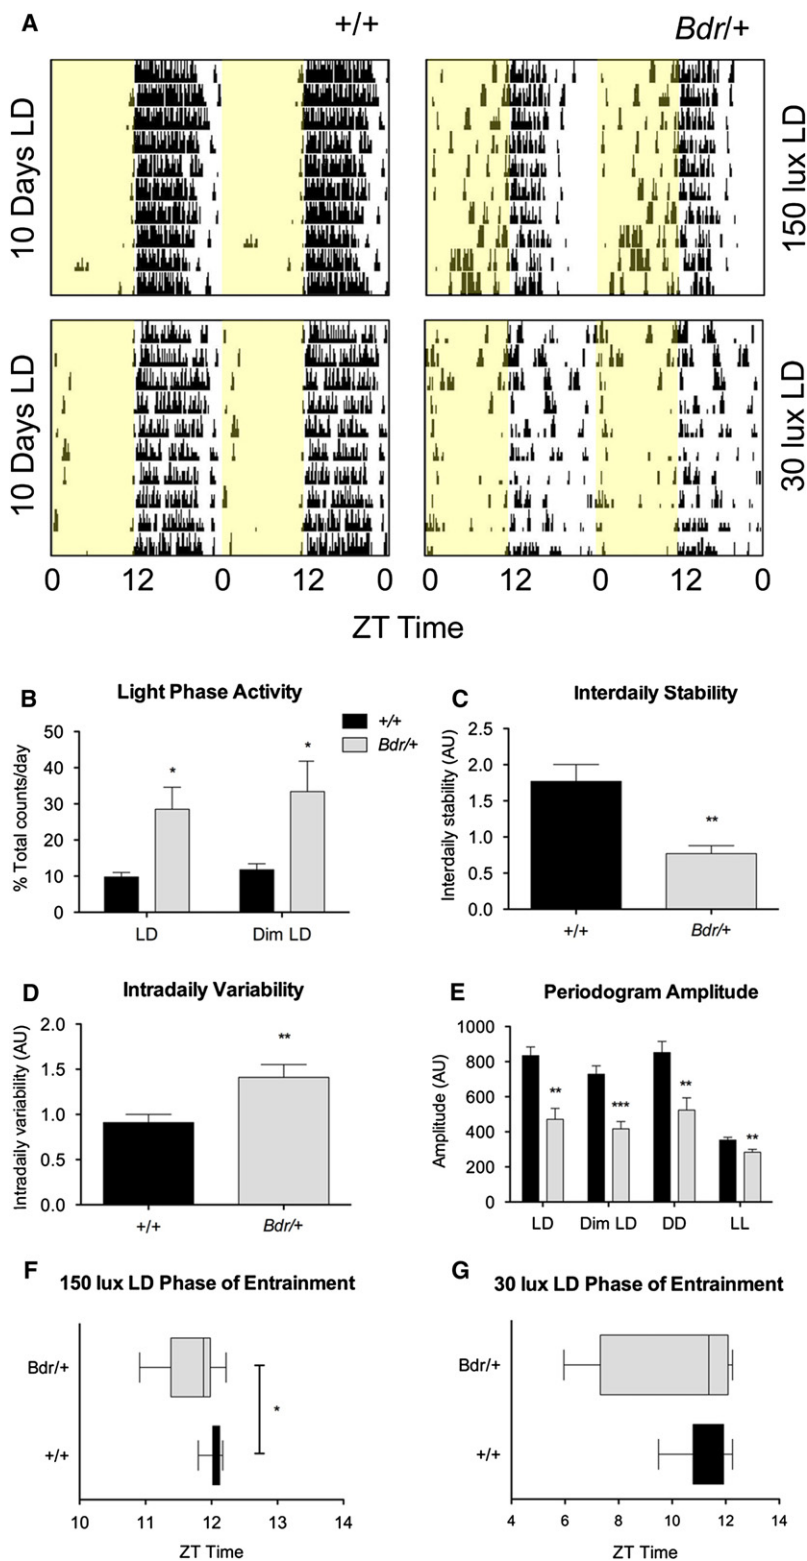 A
+/+
Bdr/+
10 Days LD
150 lux LD
10 Days LD
30 lux LD
0 12 0 12 0
0 12 0 12 0
ZT Time
B
Light Phase Activity
+/+
Bdr/+
% Total counts/day
50
40
30
20
10
0
*
*
LD
Dim LD
C
Interdaily Stability
Interdaily stability (AU)
2.5
2.0
1.5
1.0
0.5
0.0
**
+/+
Bdr/+
D
Intradaily Variability
Intradaily variability (AU)
2.0
1.5
1.0
0.5
0.0
**
+/+
Bdr/+
E
Periodogram Amplitude
Amplitude (AU)
1000
800
600
400
200
0
**
***
**
**
LD
Dim LD
DD
LL
F
150 lux LD Phase of Entrainment
Bdr/+
+/+
*
10 11 12 13 14
ZT Time
G
30 lux LD Phase of Entrainment
Bdr/+
+/+
4 6 8 10 12 14
ZT Time